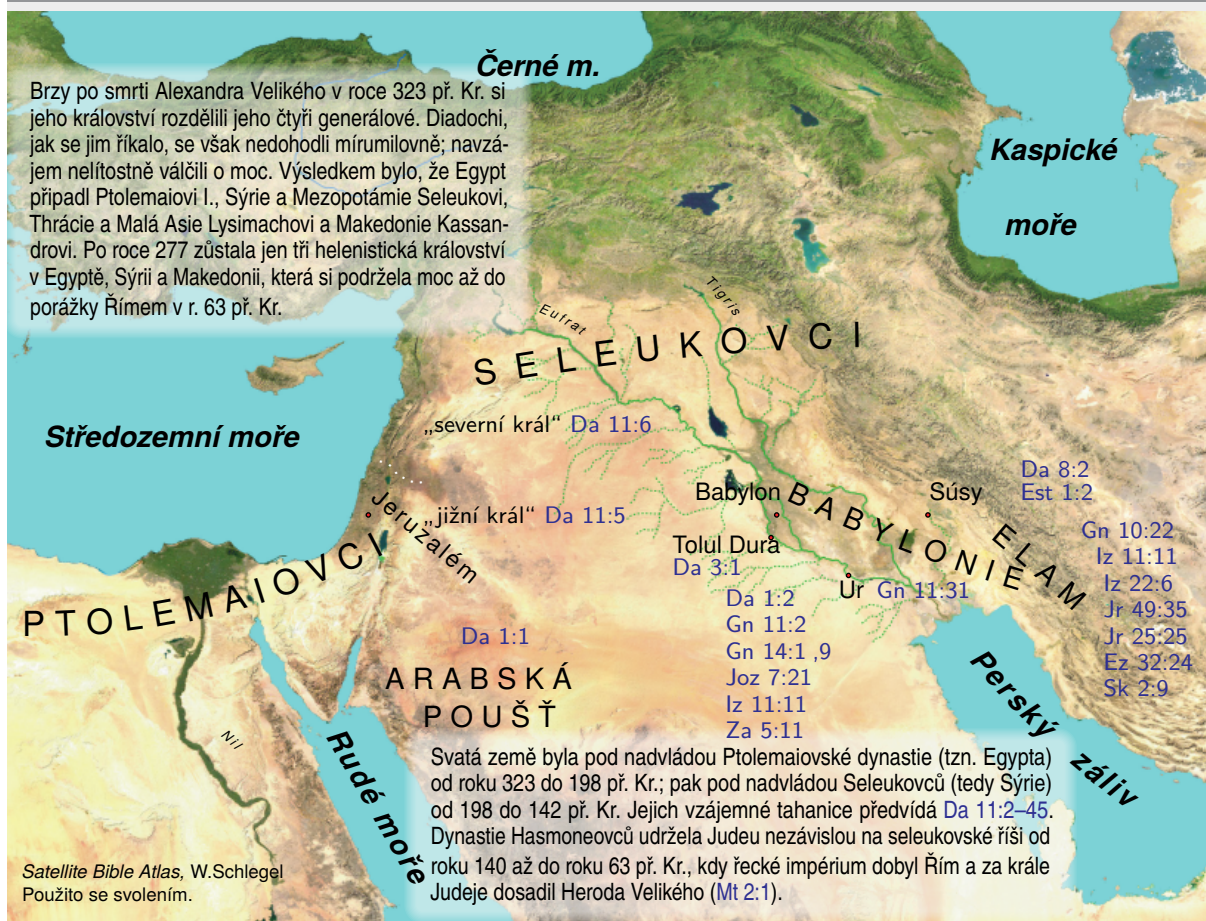 Černé m.
Brzy po smrti Alexandra Velikého v roce 323 př. Kr. si
jeho království rozdělili jeho čtyři generálové. Diadochi,
jak se jim říkalo, se však nedohodli mírumilovně; navzá-
jem nelítostně válčili o moc. Výsledkem bylo, že Egypt
připadl Ptolemaiovi I., Sýrie a Mezopotámie Seleukovi,
Thrácie a Malá Asie Lysimachovi a Makedonie Kassan-
drovi. Po roce 277 zůstala jen tři helenistická království
v Egyptě, Sýrii a Makedonii, která si podržela moc až do
porážky Římem v r. 63 př. Kr.
Kaspické
moře
Eufrat
Tigris
SELEUKOVCI
Středozemní moře
„severní král“ Da 11:6
Jeruzalém
„jižní král“ Da 11:5
PTOLEMAIOVCI
Babylon
BABYLONIE
Súsy
Da 8:2
Est 1:2
ELAM
Gn 10:22
Iz 11:11
Iz 22:6
Jr 49:35
Jr 25:25
Ez 32:24
Sk 2:9
Tolul Dura
Da 3:1
Ur Gn 11:31
Da 1:2
Gn 11:2
Gn 14:1 ,9
Joz 7:21
Iz 11:11
Za 5:11
Da 1:1
ARABSKÁ
POUŠŤ
Nil
Rudé moře
Perský záliv
Svatá země byla pod nadvládou Ptolemaiovské dynastie (tzn. Egypta)
od roku 323 do 198 př. Kr.; pak pod nadvládou Seleukovců (tedy Sýrie)
od 198 do 142 př. Kr. Jejich vzájemné tahanice předvídá Da 11:2–45.
Dynastie Hasmoneovců udržela Judeu nezávislou na seleukovské říši od
roku 140 až do roku 63 př. Kr., kdy řecké impérium dobyl Řím a za krále
Judeje dosadil Heroda Velikého (Mt 2:1).
Satellite Bible Atlas, W.Schlegel
Použito se svolením.